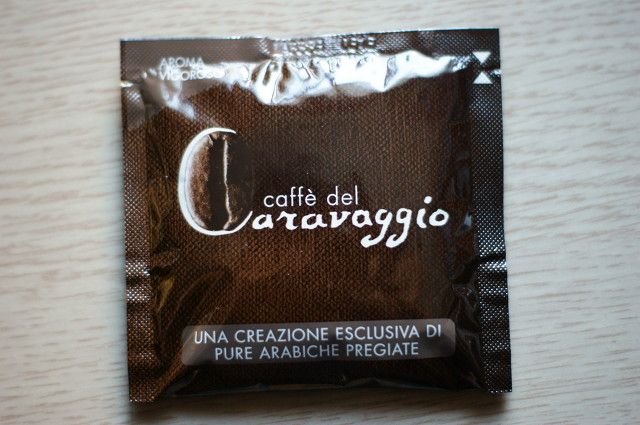 AROMA
VIGOROSO
caffè del
Caravaggio
UNA CREAZIONE ESCLUSIVA DI
PURE ARABICHE PREGIATE